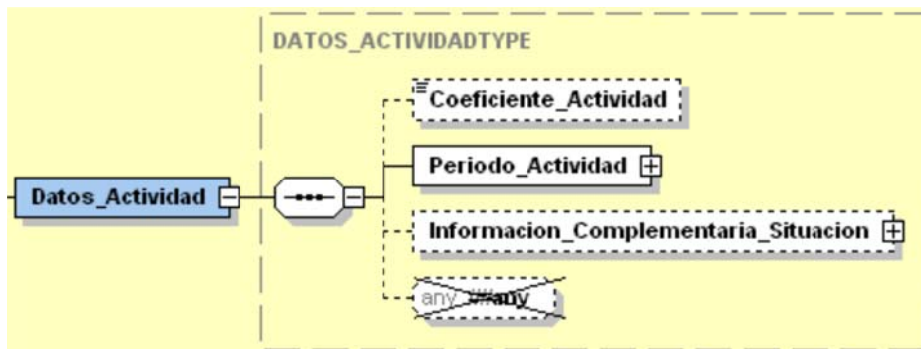 DATOS_ACTIVIDADTYPE
Coeficiente_Actividad
Periodo_Actividad
Datos_Actividad
Informacion_Complementaria_Situacion
any ##any